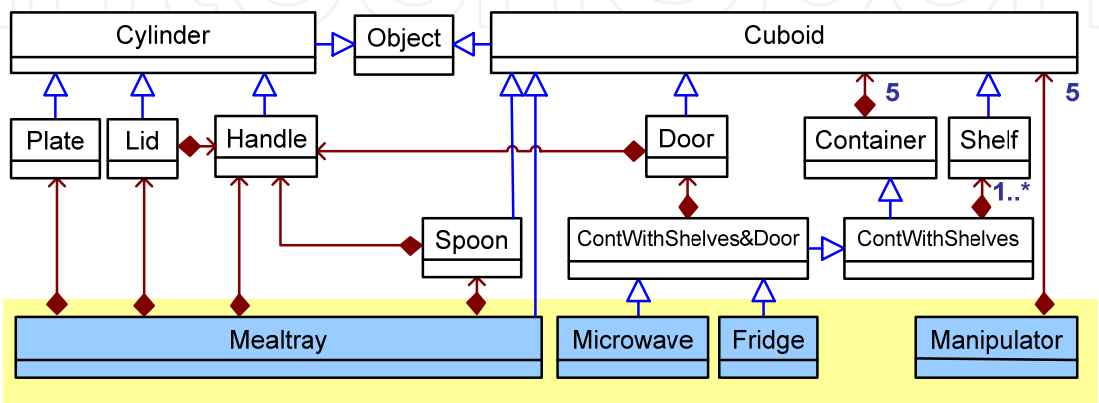 Cylinder
Object
Cuboid
5
5
Plate
Lid
Handle
Door
Container
Shelf
1..*
Spoon
ContWithShelves&Door
ContWithShelves
Mealtray
Microwave
Fridge
Manipulator